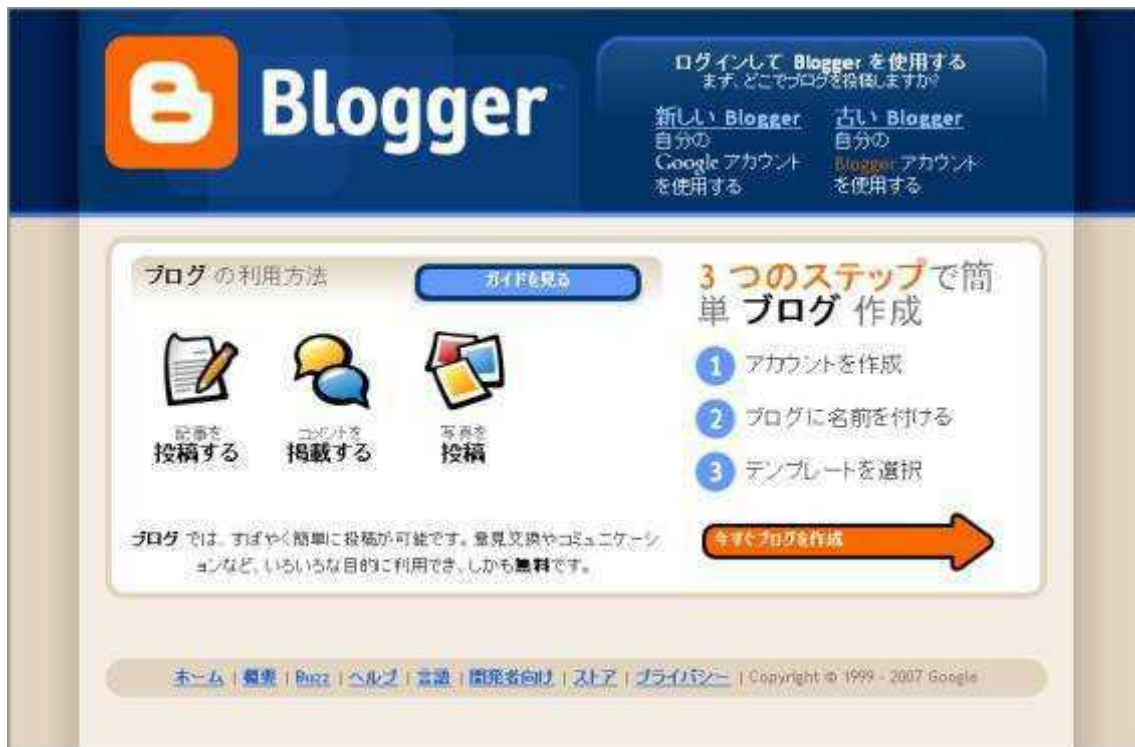 Blogger
ログインして Blogger を使用する
まず、どこでブログを投稿しますか?
新しい Blogger
自分の
Google アカウント
を使用する
古い Blogger
自分の
Blogger アカウント
を使用する
ブログ の利用方法
ガイドを見る
記事を
投稿する
コメントを
掲載する
写真を
投稿
ブログ では、すばやく簡単に投稿が可能です。意見交換やコミュニケーシ
ョンなど、いろいろな目的に利用でき、しかも無料です。
3 つのステップで簡
単 ブログ 作成
1 アカウントを作成
2 ブログに名前を付ける
3 テンプレートを選択
今すぐブログを作成
ホーム | 概要 | Buzz | ヘルプ | 言語 | 開発者向け | ストア | プライバシー | Copyright © 1999 - 2007 Google